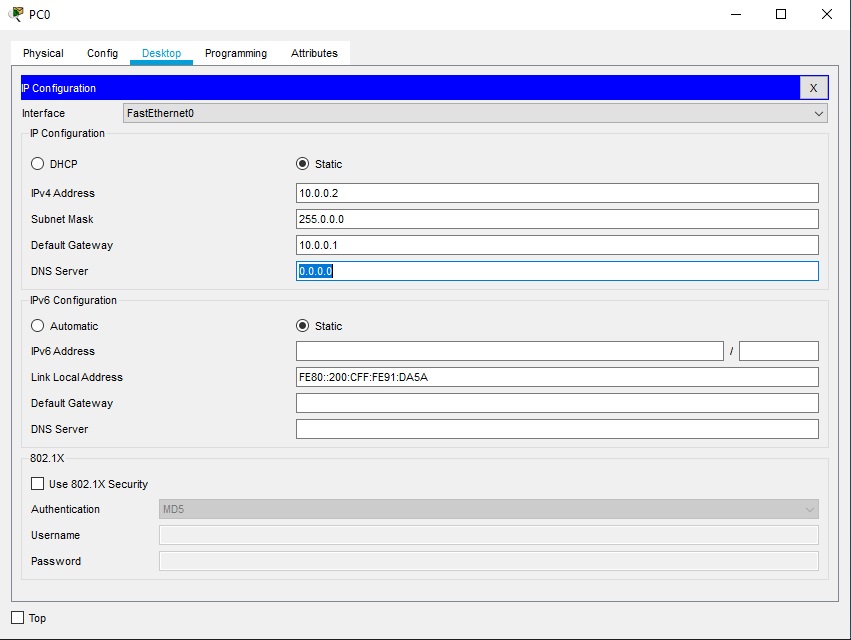 PC0
Physical Config Desktop Programming Attributes
IP Configuration X
Interface FastEthernet0
IP Configuration
DHCP Static
IPv4 Address 10.0.0.2
Subnet Mask 255.0.0.0
Default Gateway 10.0.0.1
DNS Server 0.0.0.0
IPv6 Configuration
Automatic Static
IPv6 Address /
Link Local Address FE80::200:CFF:FE91:DA5A
Default Gateway
DNS Server
802.1X
Use 802.1X Security
Authentication MD5
Username
Password
Top